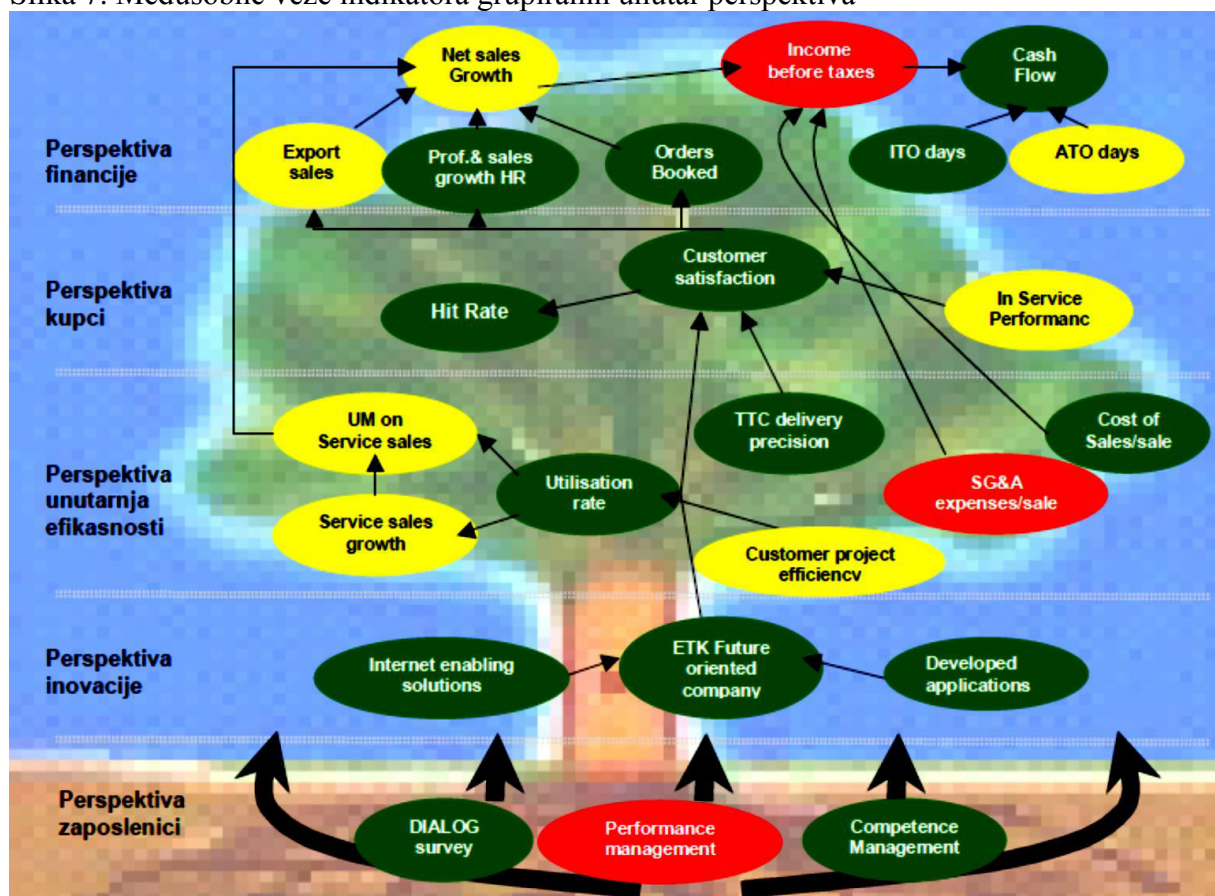 Slika 7. Međusobne veze indikatora grupiranih unutar perspektiva
Net sales
Growth
Income
before taxes
Cash
Flow
Perspektiva
financije
Export
sales
Prof.& sales
growth HR
Orders
Booked
ITO days
ATO days
Perspektiva
kupci
Customer
satisfaction
Hit Rate
In Service
Performanc
Perspektiva
unutarnja
efikasnosti
UM on
Service sales
TTC delivery
precision
Cost of
Sales/sale
Utilisation
rate
SG&A
expenses/sale
Service sales
growth
Customer project
efficiency
Perspektiva
inovacije
Internet enabling
solutions
ETK Future
oriented
company
Developed
applications
Perspektiva
zaposlenici
DIALOG
survey
Performance
management
Competence
Management